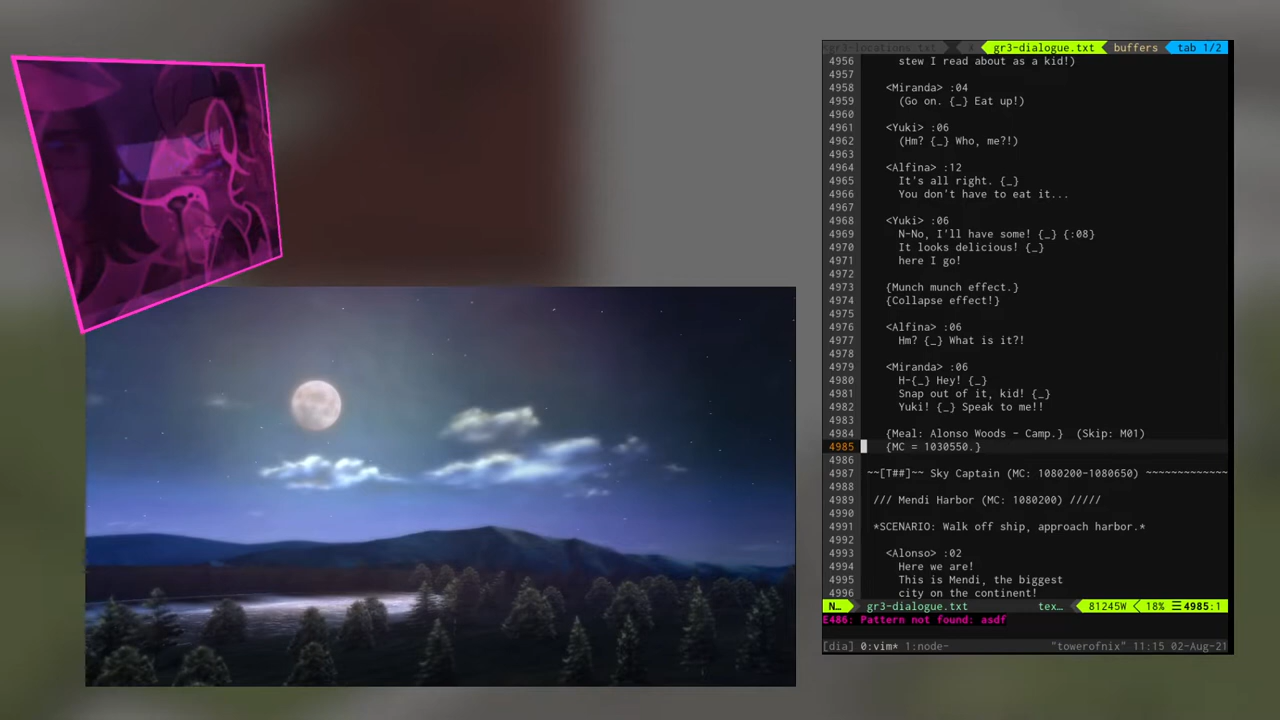 gr3-locations txt gr3-dialogue.txt buffers tab 1/2
4956 stew I read about as a kid!)
4957
4958 <Miranda> :04
4959 (Go on. {_} Eat up!)
4960
4961 <Yuki> :06
4962 (Hm? {_} Who, me?!)
4963
4964 <Alfina> :12
4965 It's all right. {_}
4966 You don't have to eat it...
4967
4968 <Yuki> :06
4969 N-No, I'll have some! {_} {:08}
4970 It looks delicious! {_}
4971 here I go!
4972
4973 {Munch munch effect.}
4974 {Collapse effect!}
4975
4976 <Alfina> :06
4977 Hm? {_} What is it?!
4978
4979 <Miranda> :06
4980 H-{_} Hey! {_}
4981 Snap out of it, kid! {_}
4982 Yuki! {_} Speak to me!!
4983
4984 {Meal: Alonso Woods - Camp.} (Skip: M01)
4985 {MC = 1030550.}
4986
4987 ~~[T##]~~ Sky Captain (MC: 1080200-1080650) ~~~~~~~~~~~~~
4988
4989 /// Mendi Harbor (MC: 1080200) /////
4990
4991 *SCENARIO: Walk off ship, approach harbor.*
4992
4993 <Alonso> :02
4994 Here we are!
4995 This is Mendi, the biggest
4996 city on the continent!
N… gr3-dialogue.txt tex… 81245W 18% ☰4985:1
E486: Pattern not found: asdf
[dia] 0:vim* 1:node- "towerofnix" 11:15 02-Aug-21